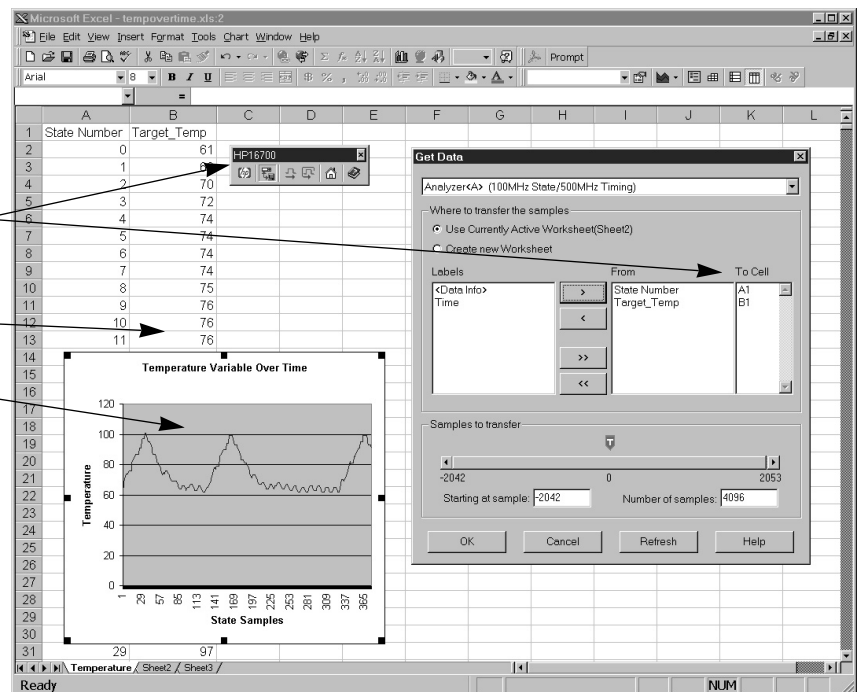 Microsoft Excel - tempovertime.xls:2
File Edit View Insert Format Tools Chart Window Help
Prompt
Arial 8 B I U $ % ,
=
A B C D E F G H I J K L
1 State Number Target_Temp
2 0 61
3 1
4 2 70
5 3 72
6 4 74
7 5 74
8 6 74
9 7 74
10 8 75
11 9 76
12 10 76
13 11 76
14
15
16
17
18
19
20
21
22
23
24
25
26
27
28
29
30
31 29 97
HP16700
Temperature Variable Over Time
120
100
80
60
40
20
0
Temperature
1 29 57 85 113 141 169 197 225 253 281 309 337 365
State Samples
Get Data
Analyzer<A> (100MHz State/500MHz Timing)
Where to transfer the samples
Use Currently Active Worksheet(Sheet2)
Create new Worksheet
Labels From To Cell
<Data Info> > State Number A1
Time Target_Temp B1
<
>>
<<
Samples to transfer
-2042 0 2053
Starting at sample: -2042 Number of samples: 4096
OK Cancel Refresh Help
Temperature Sheet2 Sheet3
Ready NUM